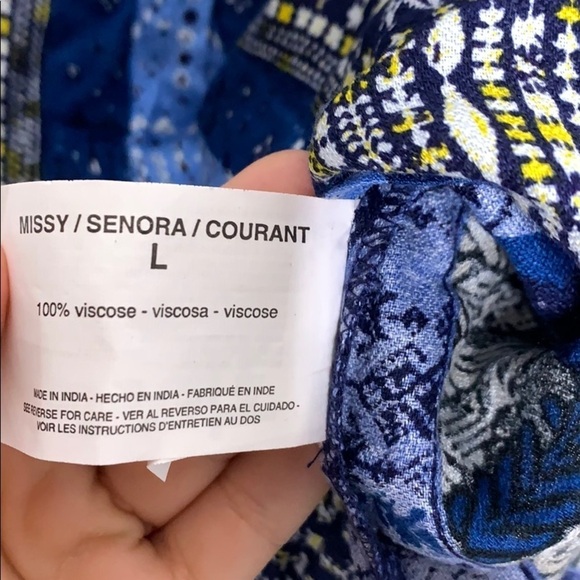 MISSY / SENORA / COURANT
L
100% viscose - viscosa - viscose
MADE IN INDIA - HECHO EN INDIA - FABRIQUÉ EN INDE
SEE REVERSE FOR CARE - VER AL REVERSO PARA EL CUIDADO -
VOIR LES INSTRUCTIONS D'ENTRETIEN AU DOS